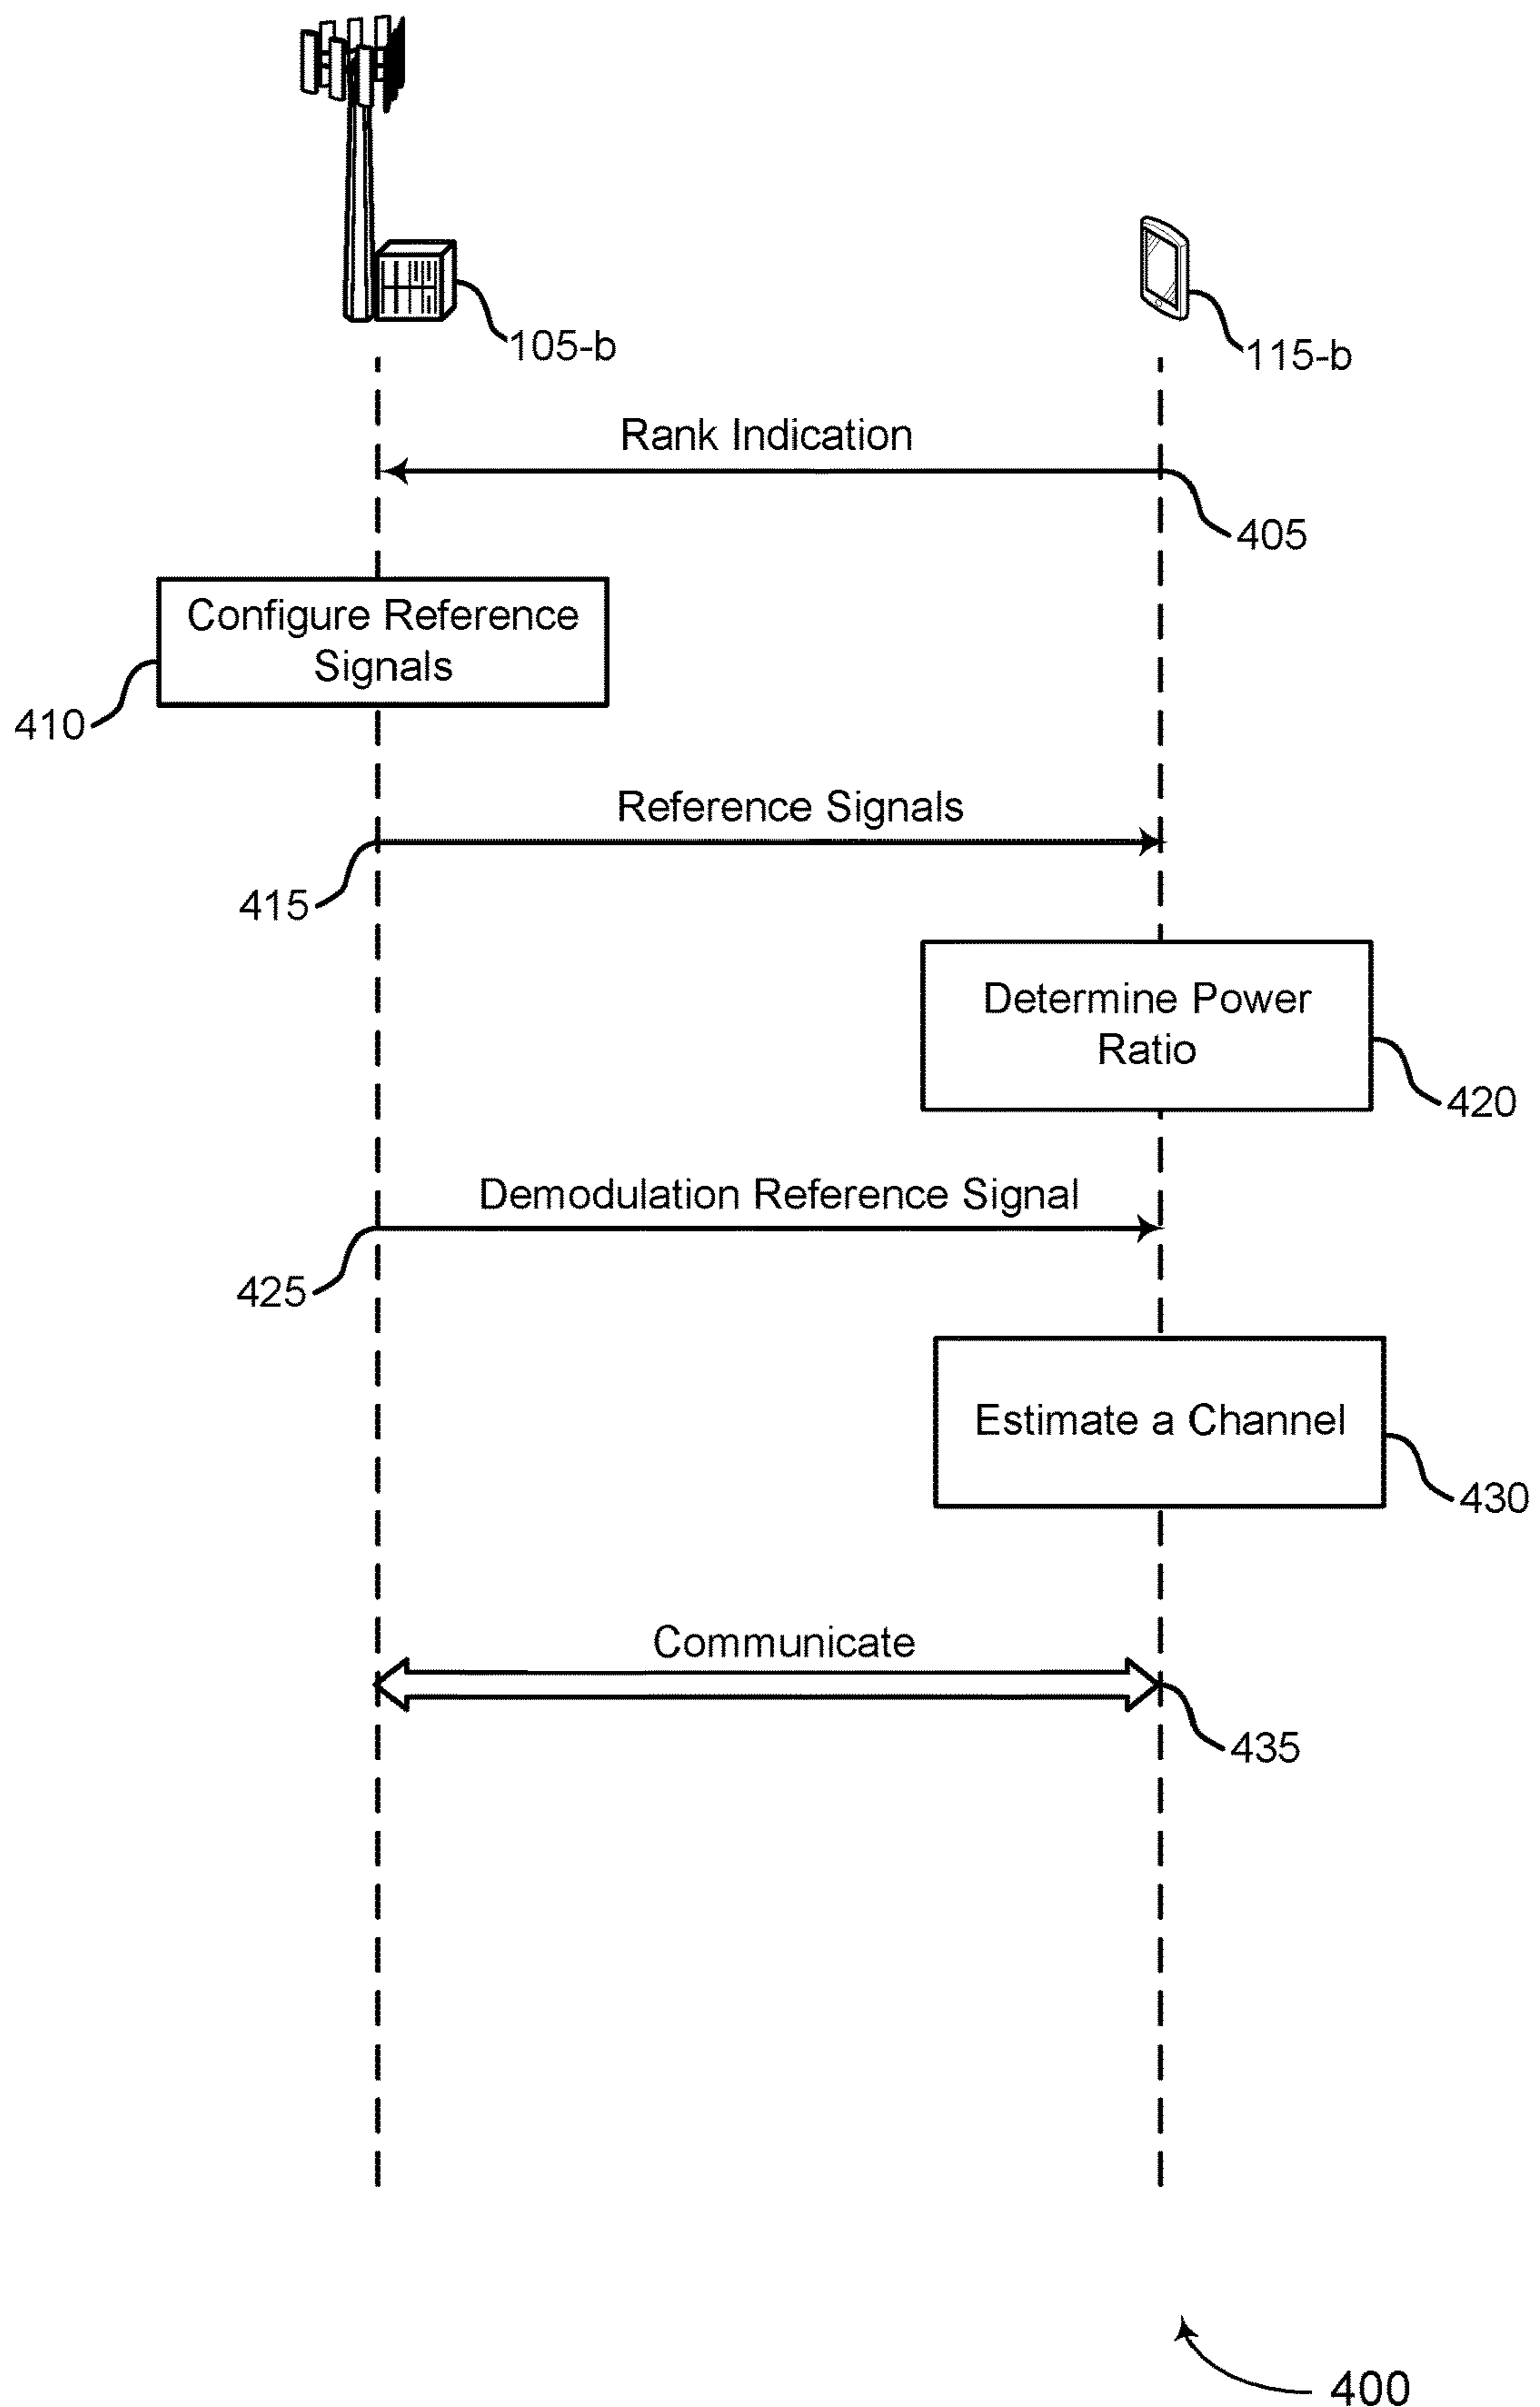 105-b
115-b
Rank Indication
405
Configure Reference
Signals
410
Reference Signals
415
Determine Power
Ratio
420
Demodulation Reference Signal
425
Estimate a Channel
430
Communicate
435
400